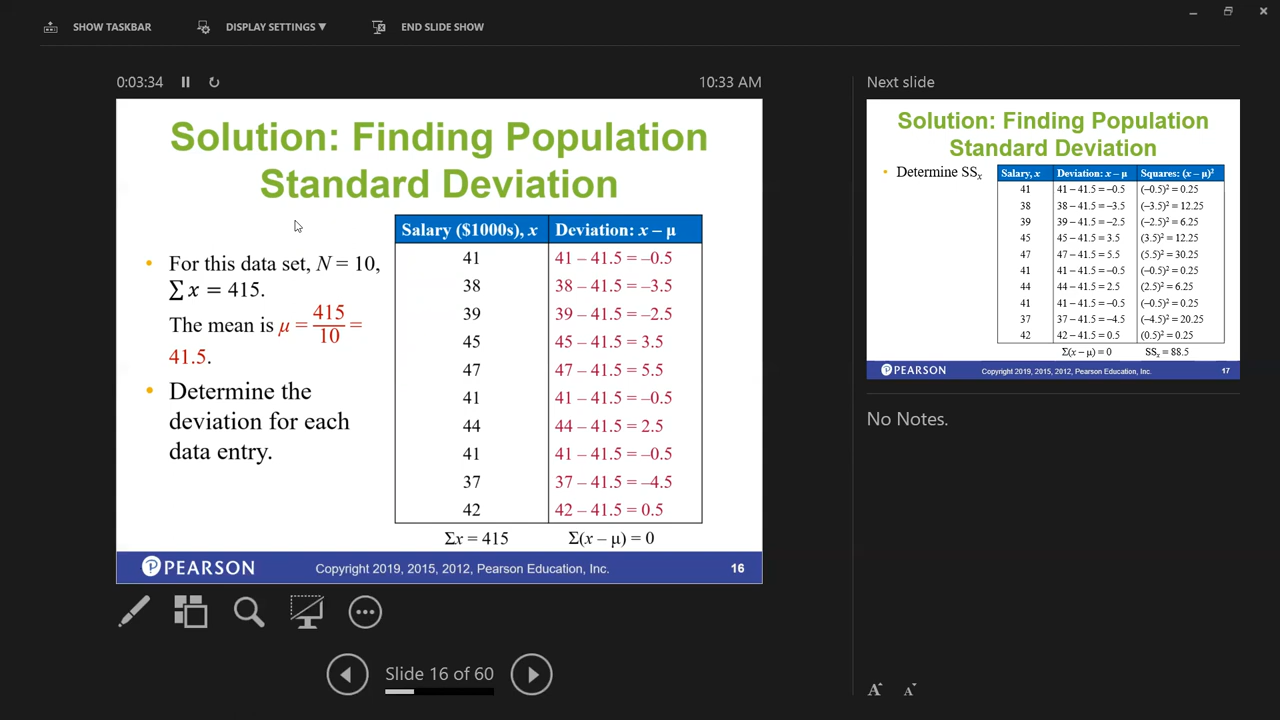 SHOW TASKBAR
DISPLAY SETTINGS ▼
END SLIDE SHOW
0:03:34
10:33 AM
Solution: Finding Population
Standard Deviation
• For this data set, N = 10,
∑ x = 415.
The mean is μ = 415/10 =
41.5.
• Determine the
deviation for each
data entry.
Salary ($1000s), x Deviation: x – μ
41 41 – 41.5 = –0.5
38 38 – 41.5 = –3.5
39 39 – 41.5 = –2.5
45 45 – 41.5 = 3.5
47 47 – 41.5 = 5.5
41 41 – 41.5 = –0.5
44 44 – 41.5 = 2.5
41 41 – 41.5 = –0.5
37 37 – 41.5 = –4.5
42 42 – 41.5 = 0.5
Σx = 415 Σ(x – μ) = 0
PEARSON Copyright 2019, 2015, 2012, Pearson Education, Inc. 16
Slide 16 of 60
Next slide
Solution: Finding Population
Standard Deviation
• Determine SSₓ
Salary, x Deviation: x – μ Squares: (x – μ)²
41 41 – 41.5 = –0.5 (–0.5)² = 0.25
38 38 – 41.5 = –3.5 (–3.5)² = 12.25
39 39 – 41.5 = –2.5 (–2.5)² = 6.25
45 45 – 41.5 = 3.5 (3.5)² = 12.25
47 47 – 41.5 = 5.5 (5.5)² = 30.25
41 41 – 41.5 = –0.5 (–0.5)² = 0.25
44 44 – 41.5 = 2.5 (2.5)² = 6.25
41 41 – 41.5 = –0.5 (–0.5)² = 0.25
37 37 – 41.5 = –4.5 (–4.5)² = 20.25
42 42 – 41.5 = 0.5 (0.5)² = 0.25
Σ(x – μ) = 0 SSₓ = 88.5
PEARSON Copyright 2019, 2015, 2012, Pearson Education, Inc. 17
No Notes.
A A